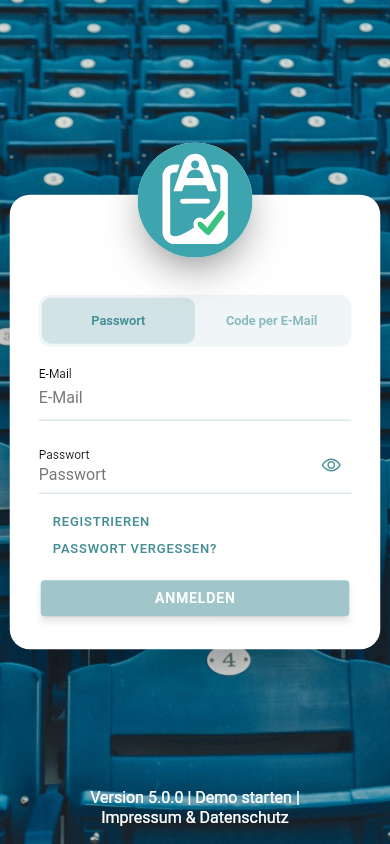 Passwort
Code per E-Mail
E-Mail
E-Mail
Passwort
Passwort
REGISTRIEREN
PASSWORT VERGESSEN?
ANMELDEN
4
Version 5.0.0 | Demo starten |
Impressum & Datenschutz